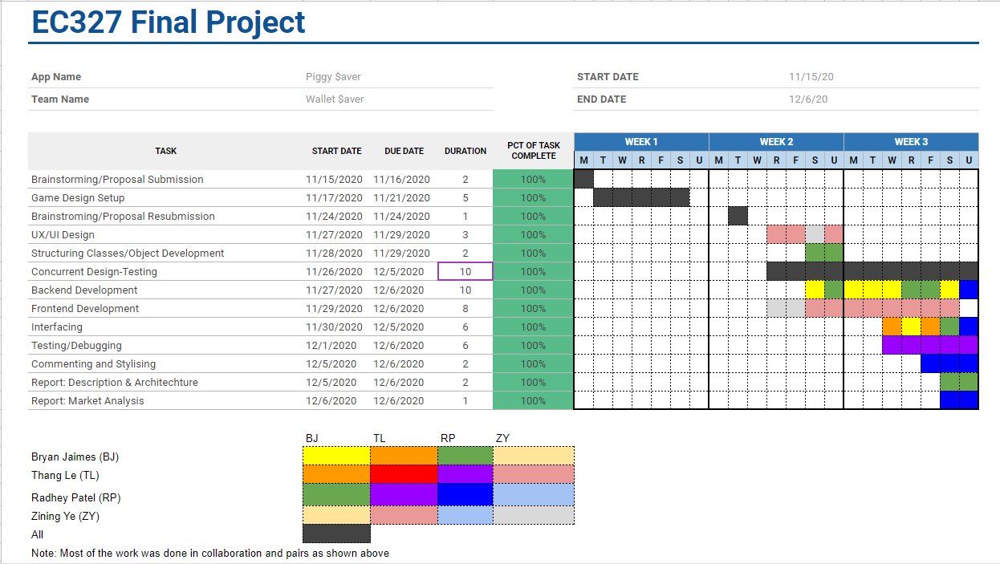 EC327 Final Project
App Name Piggy $aver START DATE 11/15/20
Team Name Wallet $aver END DATE 12/6/20
TASK START DATE DUE DATE DURATION PCT OF TASK COMPLETE WEEK 1 WEEK 2 WEEK 3
M T W R F S U M T W R F S U M T W R F S U
Brainstorming/Proposal Submission 11/15/2020 11/16/2020 2 100%
Game Design Setup 11/17/2020 11/21/2020 5 100%
Brainstroming/Proposal Resubmission 11/24/2020 11/24/2020 1 100%
UX/UI Design 11/27/2020 11/29/2020 3 100%
Structuring Classes/Object Development 11/28/2020 11/29/2020 2 100%
Concurrent Design-Testing 11/26/2020 12/5/2020 10 100%
Backend Development 11/27/2020 12/6/2020 10 100%
Frontend Development 11/29/2020 12/6/2020 8 100%
Interfacing 11/30/2020 12/5/2020 6 100%
Testing/Debugging 12/1/2020 12/6/2020 6 100%
Commenting and Stylising 12/5/2020 12/6/2020 2 100%
Report: Description & Architechture 12/5/2020 12/6/2020 2 100%
Report: Market Analysis 12/6/2020 12/6/2020 1 100%
BJ TL RP ZY
Bryan Jaimes (BJ)
Thang Le (TL)
Radhey Patel (RP)
Zining Ye (ZY)
All
Note: Most of the work was done in collaboration and pairs as shown above